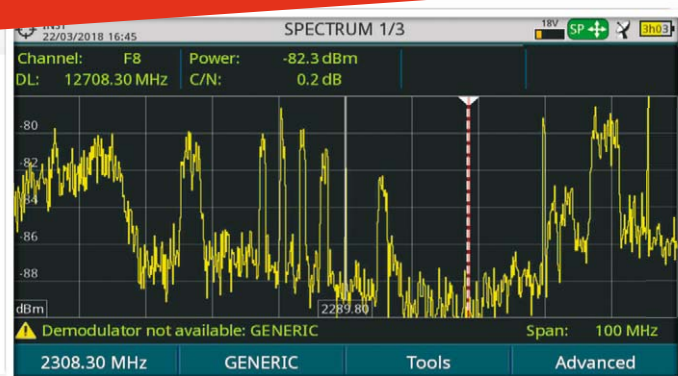 22/03/2018 16:45
SPECTRUM 1/3
18V
SP
3h03
Channel: F8
Power: -82.3 dBm
DL: 12708.30 MHz
C/N: 0.2 dB
-80
-82
-84
-86
-88
dBm
2289.80
Demodulator not available: GENERIC
Span: 100 MHz
2308.30 MHz
GENERIC
Tools
Advanced